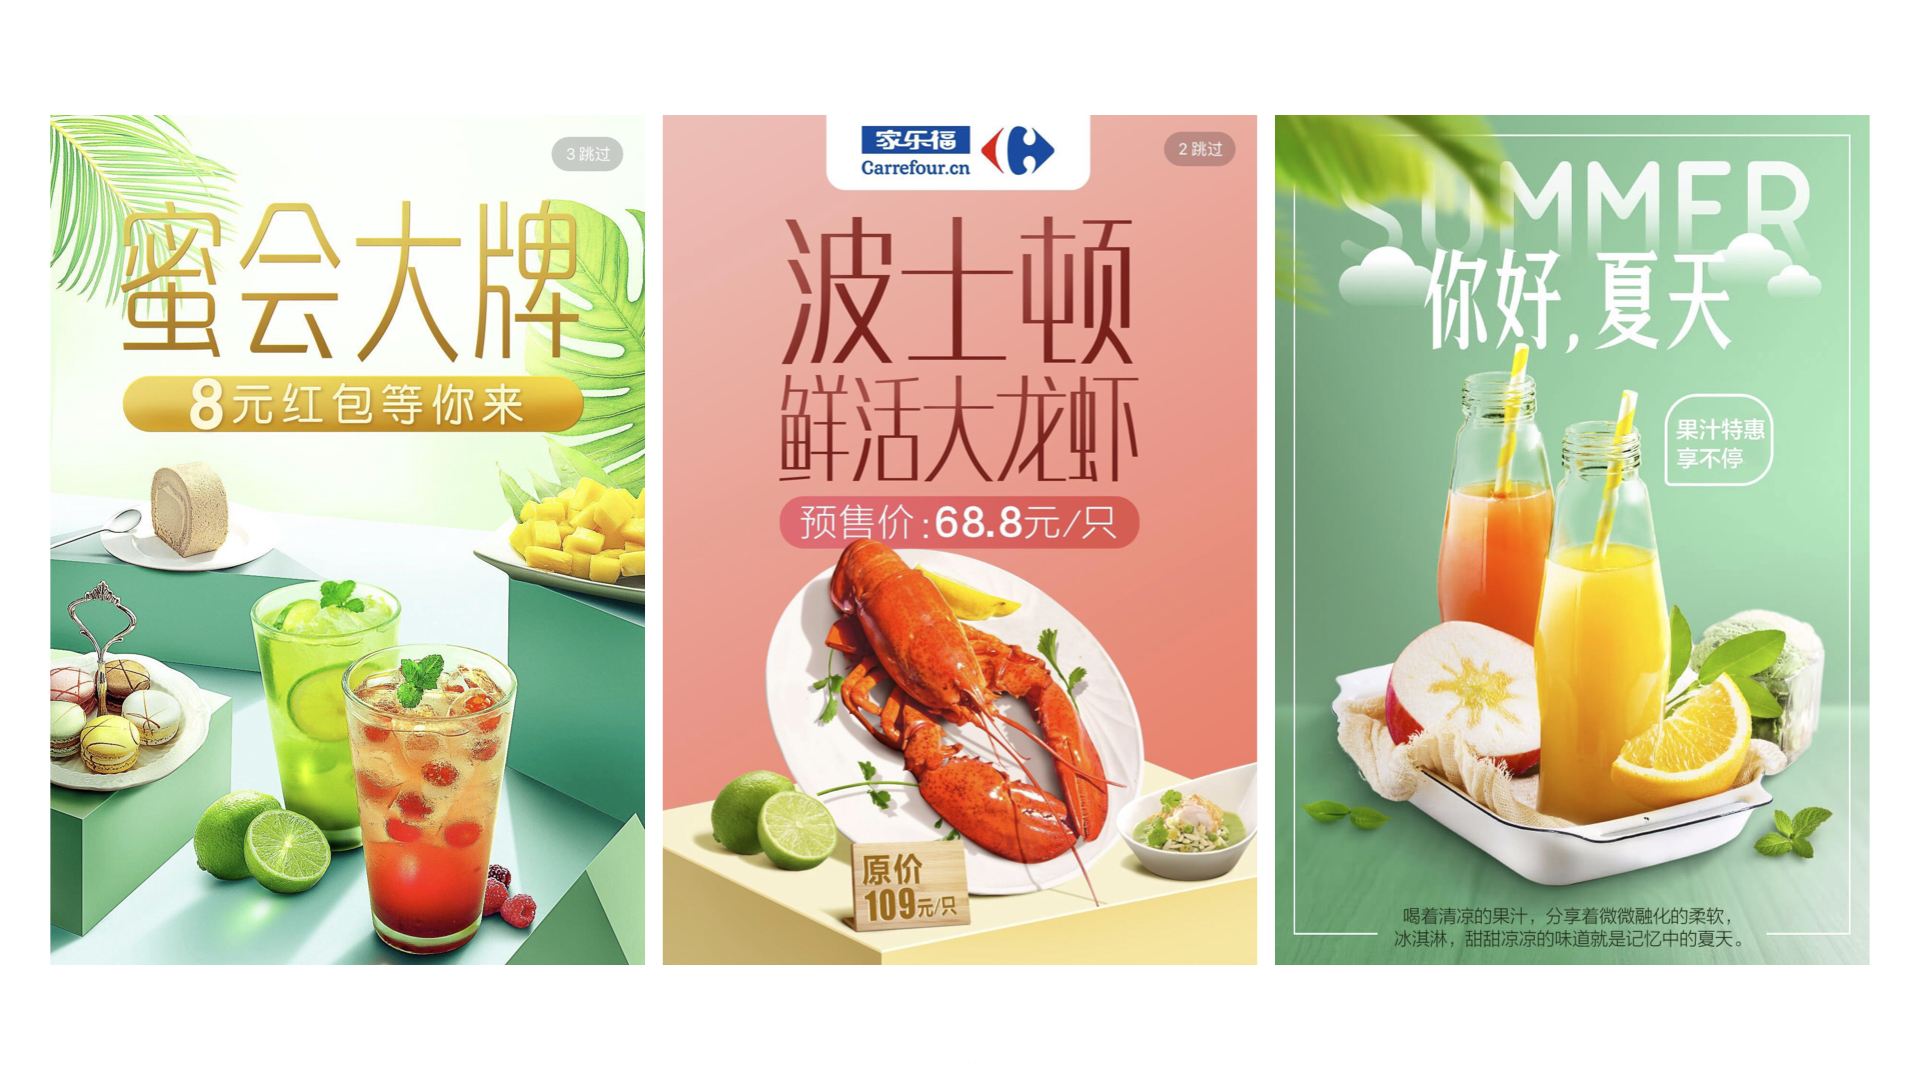 3 跳过
蜜会大牌
8元红包等你来
家乐福
Carrefour.cn
2 跳过
波士顿
鲜活大龙虾
预售价:68.8元/只
原价
109元/只
SUMMER
你好,夏天
果汁特惠
享不停
喝着清凉的果汁，分享着微微融化的柔软，
冰淇淋，甜甜凉凉的味道就是记忆中的夏天。